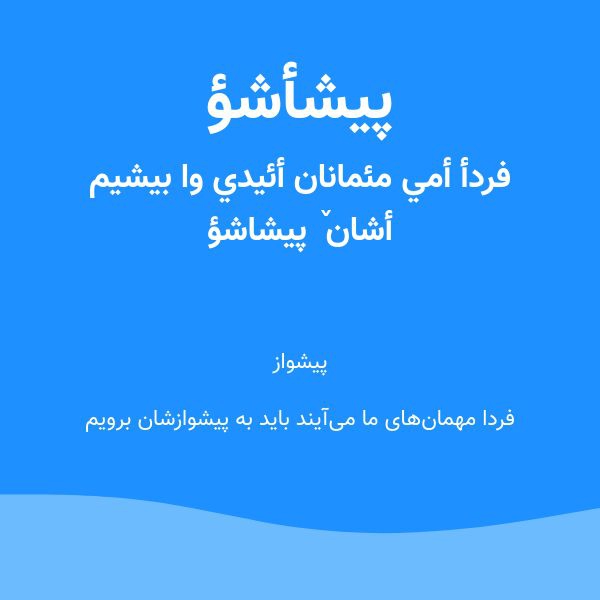 پيشأشؤ
فردأ أمي مئمانان أئيدي وا بيشيم
أشانˇ پيشاشؤ
پیشواز
فردا مهمان‌های ما می‌آیند باید به پیشوازشان برویم